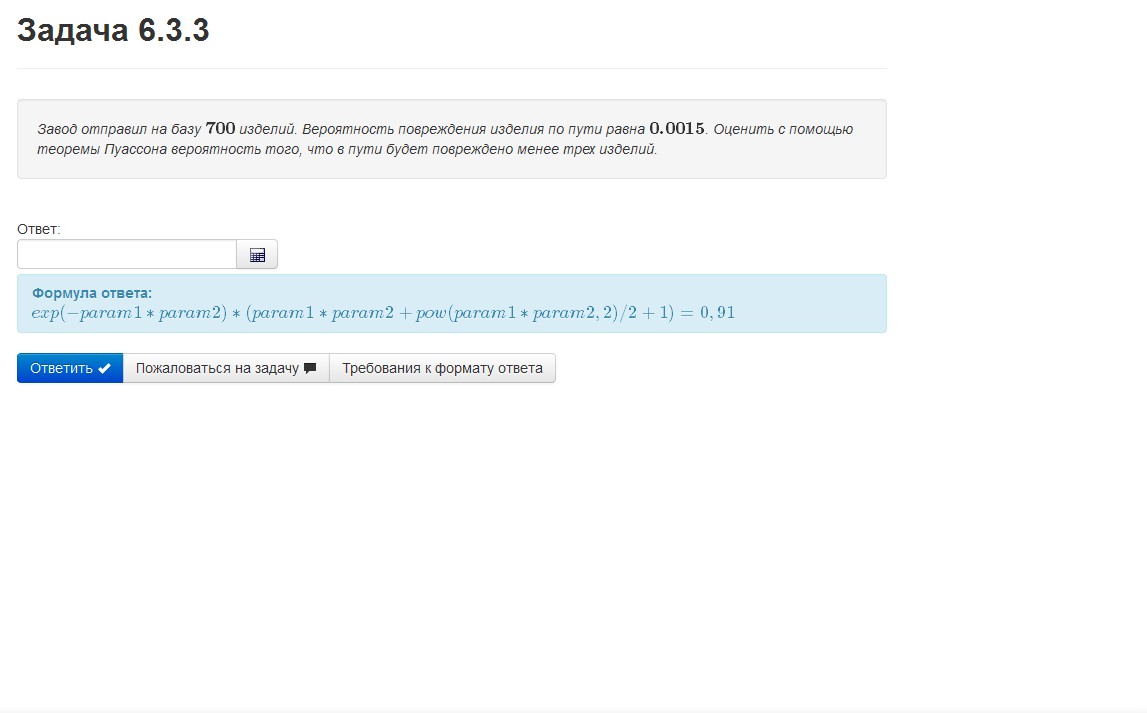 Задача 6.3.3
Завод отправил на базу 700 изделий. Вероятность повреждения изделия по пути равна 0.0015. Оценить с помощью
теоремы Пуассона вероятность того, что в пути будет повреждено менее трех изделий.
Ответ:
Формула ответа:
exp(−param1 ∗ param2) ∗ (param1 ∗ param2 + pow(param1 ∗ param2, 2)/2 + 1) = 0, 91
Ответить Пожаловаться на задачу Требования к формату ответа